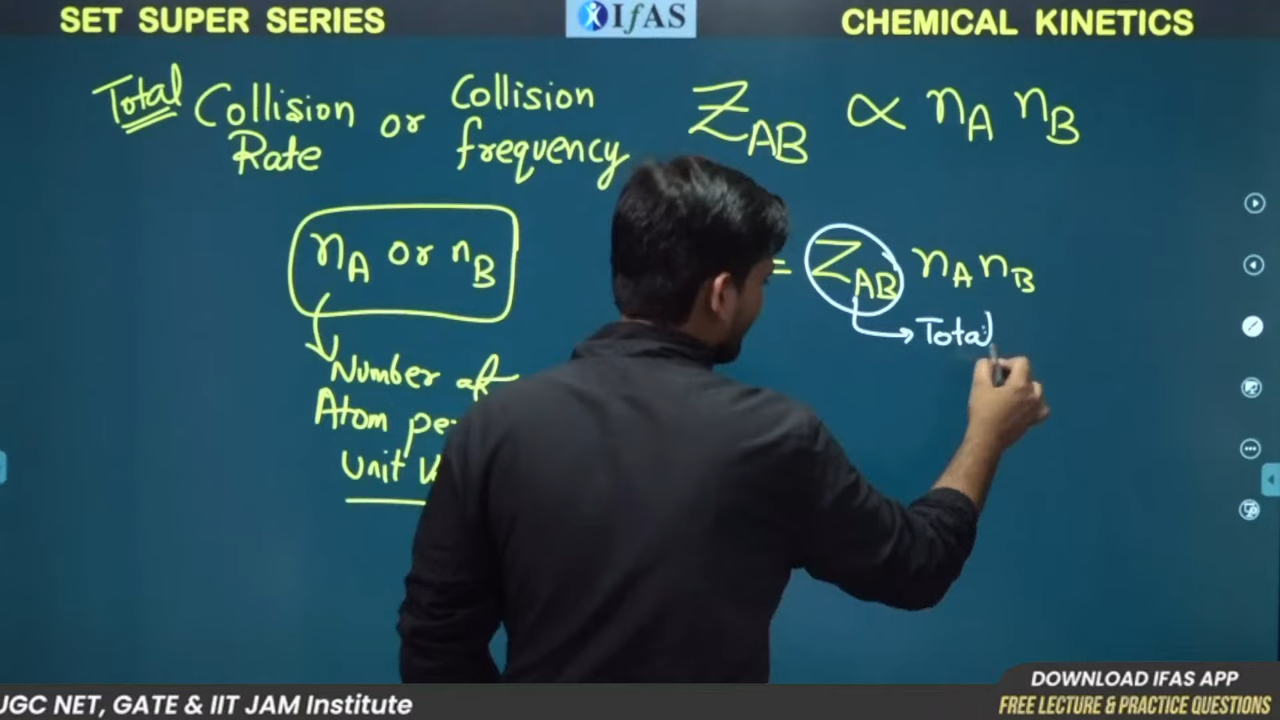 SET SUPER SERIES
IfAS
CHEMICAL KINETICS
Total Collision Rate or Collision frequency Z_AB ∝ n_A n_B
n_A or n_B
= Z_AB n_A n_B
Total
Number of
Atom
Unit
DOWNLOAD IFAS APP
UGC NET, GATE & IIT JAM Institute
FREE LECTURE & PRACTICE QUESTIONS